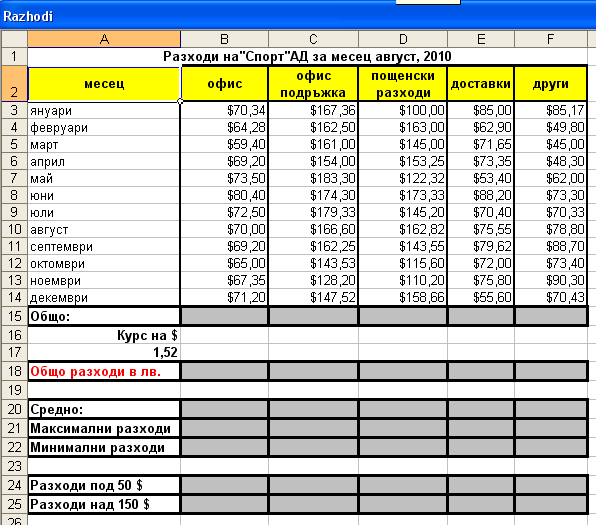 Razhodi
A B C D E F
1 Разходи на"Спорт"АД за месец август, 2010
2 месец офис офис подръжка пощенски разходи доставки други
3 януари $70,34 $167,36 $100,00 $85,00 $85,17
4 февруари $64,28 $162,50 $163,00 $62,90 $49,80
5 март $59,40 $161,00 $145,00 $71,65 $45,00
6 април $69,20 $154,00 $153,25 $73,35 $48,30
7 май $73,50 $183,30 $122,32 $53,40 $62,00
8 юни $80,40 $174,30 $173,33 $88,20 $73,30
9 юли $72,50 $179,33 $145,20 $70,40 $70,33
10 август $70,00 $166,60 $162,82 $75,55 $78,80
11 септември $69,20 $162,25 $143,55 $79,62 $88,70
12 октомври $65,00 $143,53 $115,60 $72,00 $73,40
13 ноември $67,35 $128,20 $110,20 $75,80 $90,30
14 декември $71,20 $147,52 $158,66 $55,60 $70,43
15 Общо:
16 Курс на $
17 1,52
18 Общо разходи в лв.
19
20 Средно:
21 Максимални разходи
22 Минимални разходи
23
24 Разходи под 50 $
25 Разходи над 150 $
26